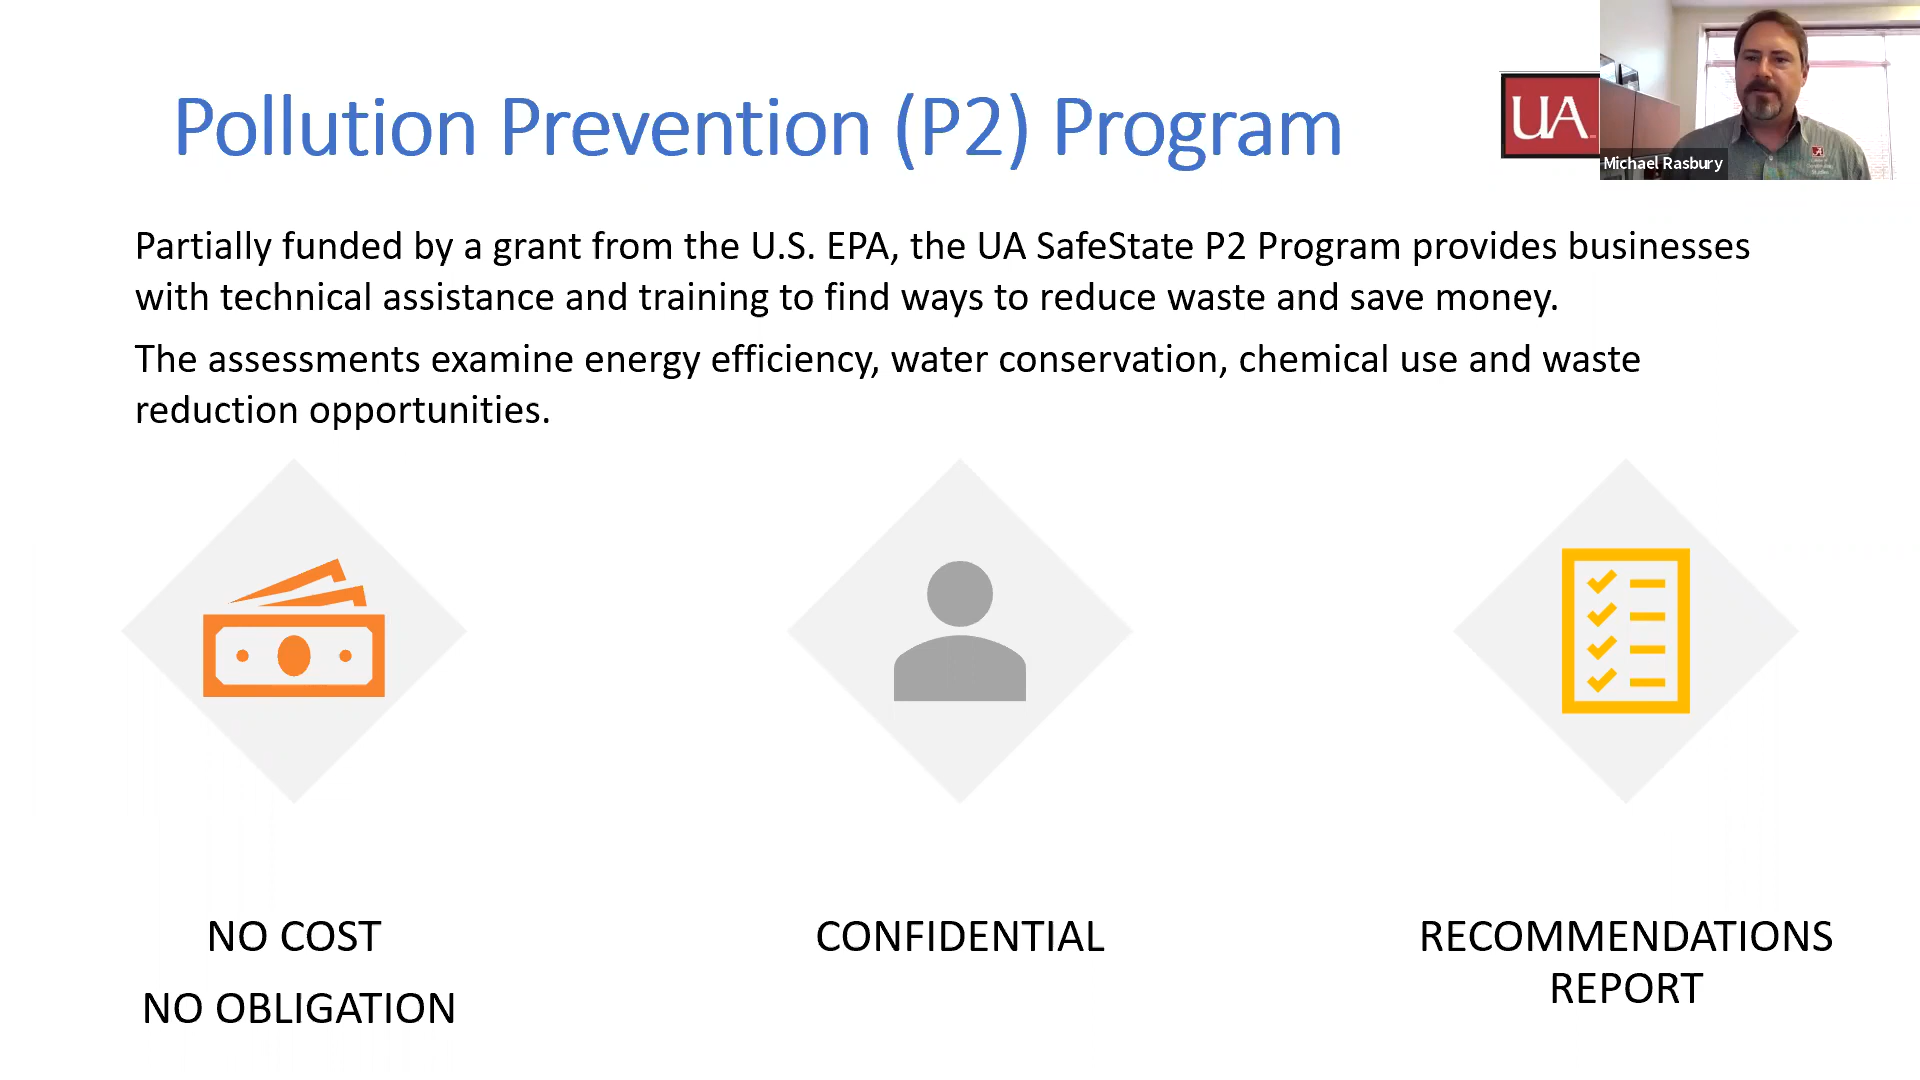 Pollution Prevention (P2) Program
UA
Michael Rasbury
Partially funded by a grant from the U.S. EPA, the UA SafeState P2 Program provides businesses
with technical assistance and training to find ways to reduce waste and save money.
The assessments examine energy efficiency, water conservation, chemical use and waste
reduction opportunities.
NO COST
NO OBLIGATION
CONFIDENTIAL
RECOMMENDATIONS
REPORT